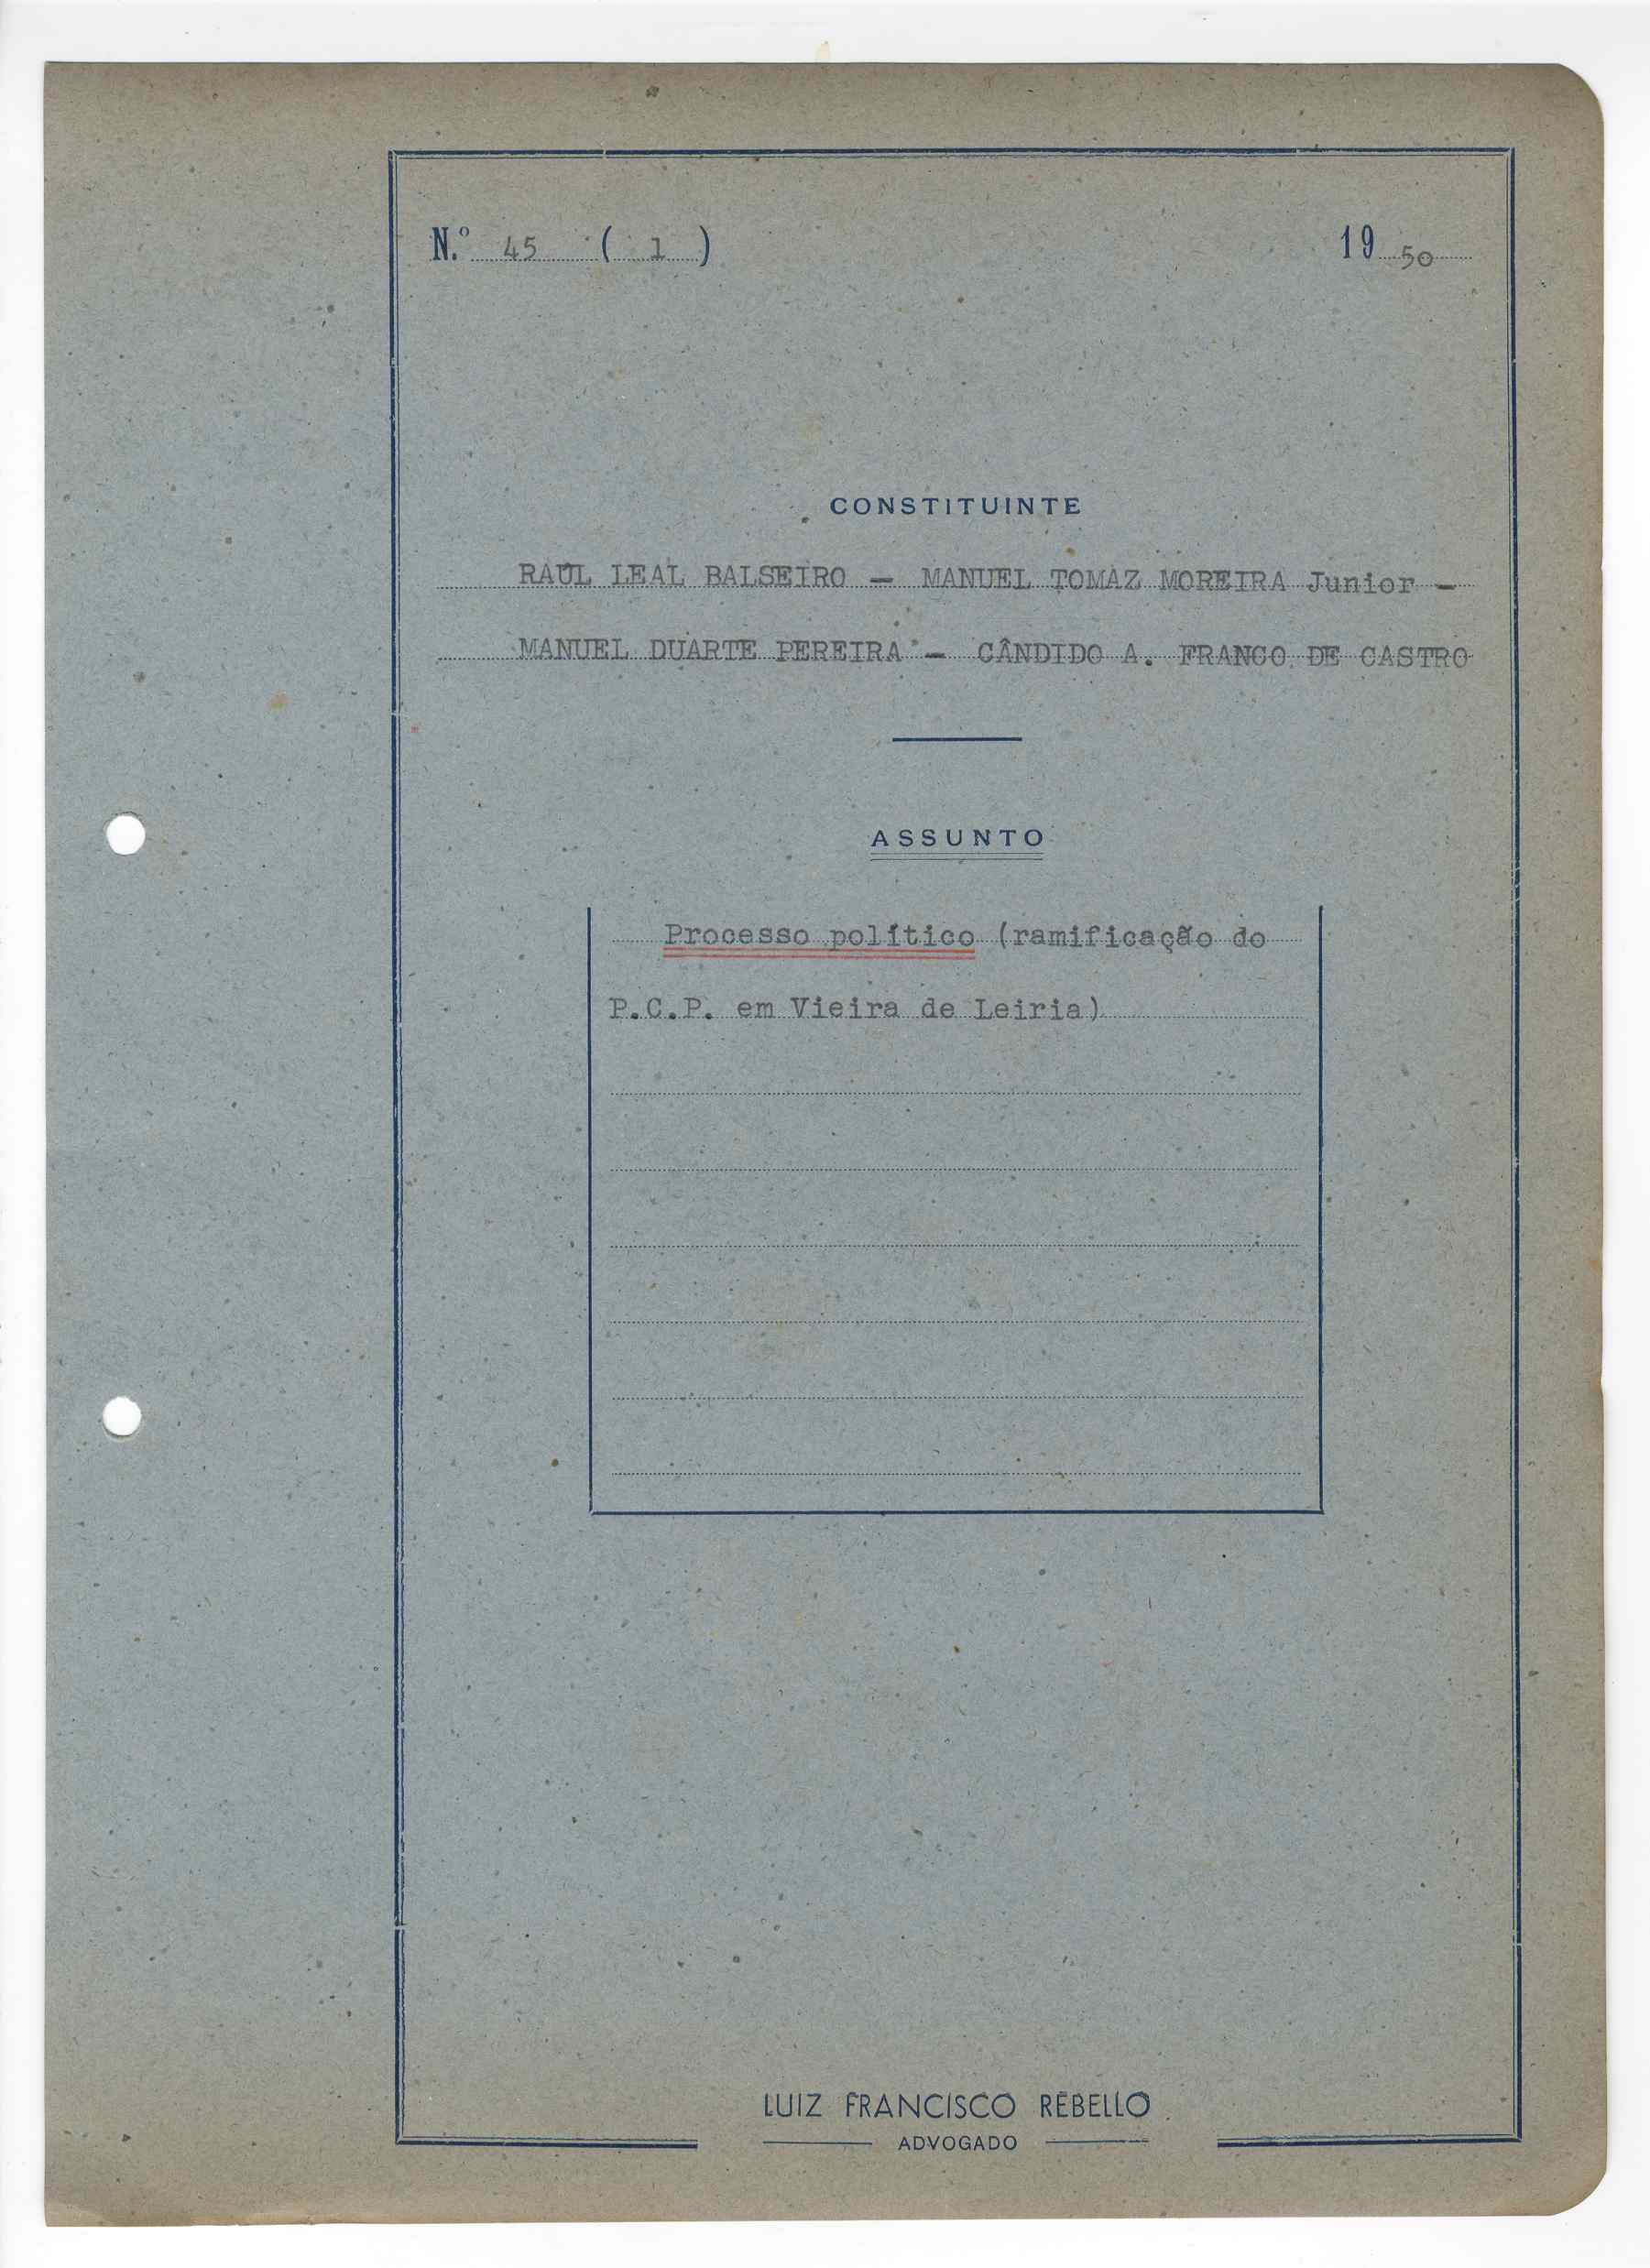 N.º 45 ( 1 ) 19 50
CONSTITUINTE
RAÚL LEAL BALSEIRO — MANUEL TOMAZ MOREIRA Junior —
MANUEL DUARTE PEREIRA — CÂNDIDO A. FRANCO DE CASTRO
ASSUNTO
Processo político (ramificação do
P.C.P. em Vieira de Leiria)
LUIZ FRANCISCO REBELLO
ADVOGADO